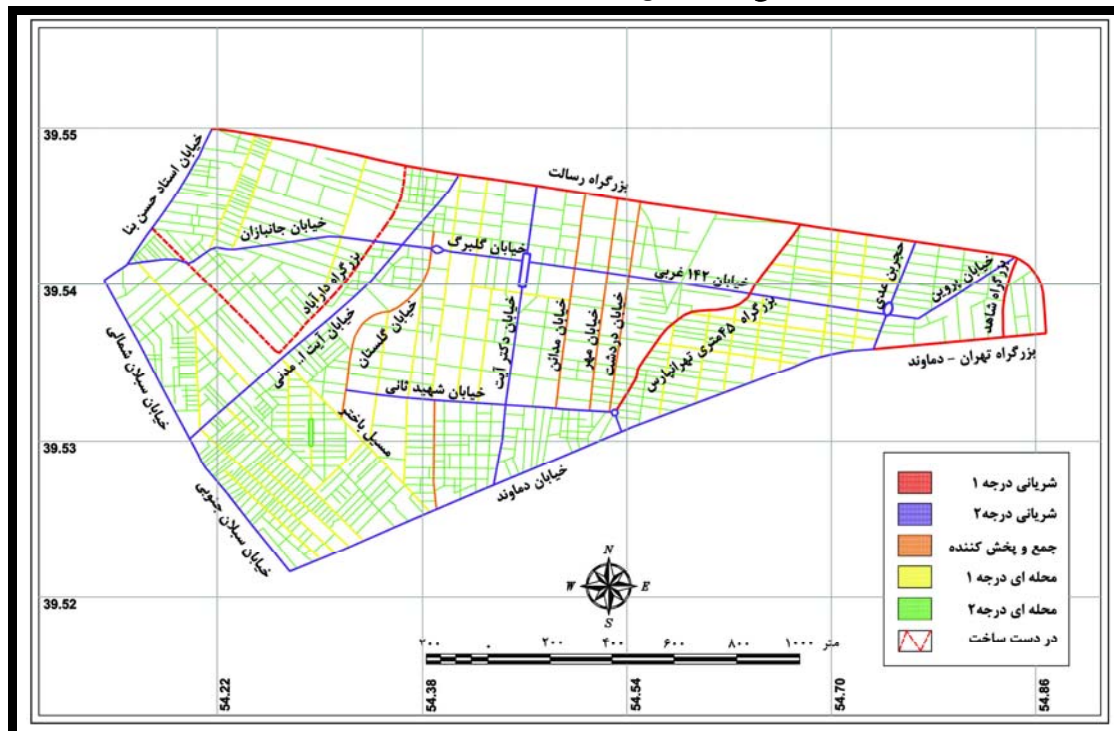 39.55
39.54
39.53
39.52
54.22
54.38
54.54
54.70
54.86
خیابان استاد حسن بنا
بزرگراه رسالت
خیابان جانبازان
خیابان گلبرگ
خیابان ۱۴۲ غربی
حجربن عدی
خیابان پروین
بزرگراه شاهد
بزرگراه تهران - دماوند
بزرگراه دارآباد
خیابان آیت ا.. مدنی
خیابان گلستان
خیابان دکتر آیت
خیابان مدائن
خیابان مهر
خیابان دردشت
بزرگراه ۴۵متری تهرانپارس
خیابان سبلان شمالی
خیابان شهید ثانی
مسیل باختر
خیابان دماوند
خیابان سبلان جنوبی
N
W E
S
۲۰۰ ۰ ۲۰۰ ۴۰۰ ۶۰۰ ۸۰۰ ۱۰۰۰ متر
شریانی درجه ۱
شریانی درجه۲
جمع و پخش کننده
محله ای درجه ۱
محله ای درجه۲
در دست ساخت